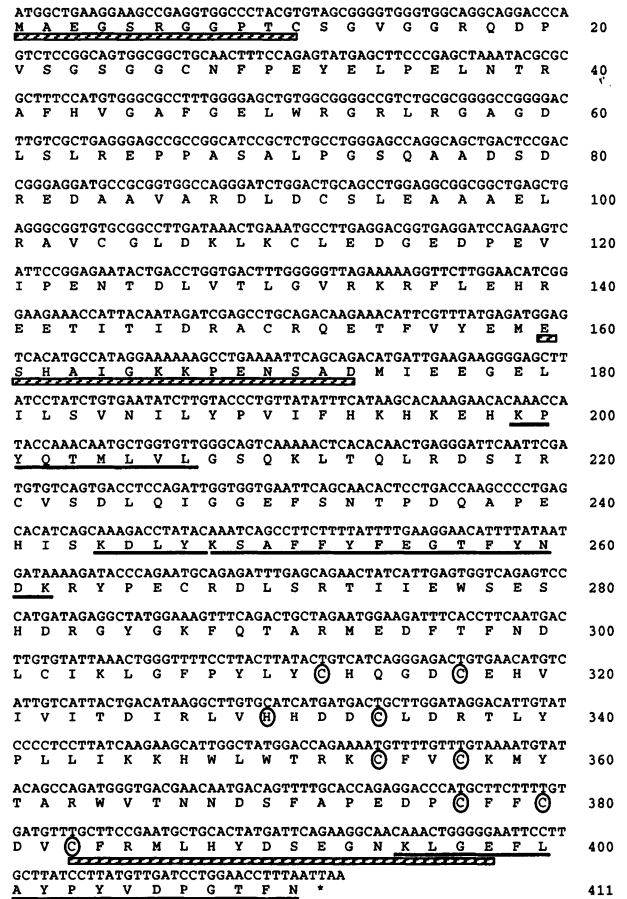 ATGGCTGAAGGAAGCCGAGGTGGCCCTACGTGTAGCGGGGTGGGTGGCAGGCAGGACCCA
M A E G S R G G P T C S G V G G R Q D P 20
GTCTCCGGCAGTGGCGGCTGCAACTTTCCAGAGTATGAGCTTCCCGAGCTAAATACGCGC
V S G S G G C N F P E Y E L P E L N T R 40
GCTTTCCATGTGGGCGCCTTTGGGGAGCTGTGGCGGGGCCGTCTGCGCGGGGCCGGGGAC
A F H V G A F G E L W R G R L R G A G D 60
TTGTCGCTGAGGGAGCCGCCGGCATCCGCTCTGCCTGGGAGCCAGGCAGCTGACTCCGAC
L S L R E P P A S A L P G S Q A A D S D 80
CGGGAGGATGCCGCGGTGGCCAGGGATCTGGACTGCAGCCTGGAGGCGGCGGCTGAGCTG
R E D A A V A R D L D C S L E A A A E L 100
AGGGCGGTGTGCGGCCTTGATAAACTGAAATGCCTTGAGGACGGTGAGGATCCAGAAGTC
R A V C G L D K L K C L E D G E D P E V 120
ATTCCGGAGAATACTGACCTGGTGACTTTGGGGGTTAGAAAAAGGTTCTTGGAACATCGG
I P E N T D L V T L G V R K R F L E H R 140
GAAGAAACCATTACAATAGATCGAGCCTGCAGACAAGAAACATTCGTTTATGAGATGGAG
E E T I T I D R A C R Q E T F V Y E M E 160
TCACATGCCATAGGAAAAAAGCCTGAAAATTCAGCAGACATGATTGAAGAAGGGGAGCTT
S H A I G K K P E N S A D M I E E G E L 180
ATCCTATCTGTGAATATCTTGTACCCTGTTATATTTCATAAGCACAAAGAACACAAACCA
I L S V N I L Y P V I F H K H K E H K P 200
TACCAAACAATGCTGGTGTTGGGCAGTCAAAAACTCACACAACTGAGGGATTCAATTCGA
Y Q T M L V L G S Q K L T Q L R D S I R 220
TGTGTCAGTGACCTCCAGATTGGTGGTGAATTCAGCAACACTCCTGACCAAGCCCCTGAG
C V S D L Q I G G E F S N T P D Q A P E 240
CACATCAGCAAAGACCTATACAAATCAGCCTTCTTTTATTTTGAAGGAACATTTTATAAT
H I S K D L Y K S A F F Y F E G T F Y N 260
GATAAAAGATACCCAGAATGCAGAGATTTGAGCAGAACTATCATTGAGTGGTCAGAGTCC
D K R Y P E C R D L S R T I I E W S E S 280
CATGATAGAGGCTATGGAAAGTTTCAGACTGCTAGAATGGAAGATTTCACCTTCAATGAC
H D R G Y G K F Q T A R M E D F T F N D 300
TTGTGTATTAAACTGGGTTTTCCTTACTTATACTGTCATCAGGGAGACTGTGAACATGTC
L C I K L G F P Y L Y C H Q G D C E H V 320
ATTGTCATTACTGACATAAGGCTTGTGCATCATGATGACTGCTTGGATAGGACATTGTAT
I V I T D I R L V H H D D C L D R T L Y 340
CCCCTCCTTATCAAGAAGCATTGGCTATGGACCAGAAAATGTTTTGTTTGTAAAATGTAT
P L L I K K H W L W T R K C F V C K M Y 360
ACAGCCAGATGGGTGACGAACAATGACAGTTTTGCACCAGAGGACCCATGCTTCTTTTGT
T A R W V T N N D S F A P E D P C F F C 380
GATGTTTGCTTCCGAATGCTGCACTATGATTCAGAAGGCAACAAACTGGGGGAATTCCTT
D V C F R M L H Y D S E G N K L G E F L 400
GCTTATCCTTATGTTGATCCTGGAACCTTTAATTAA
A Y P Y V D P G T F N * 411